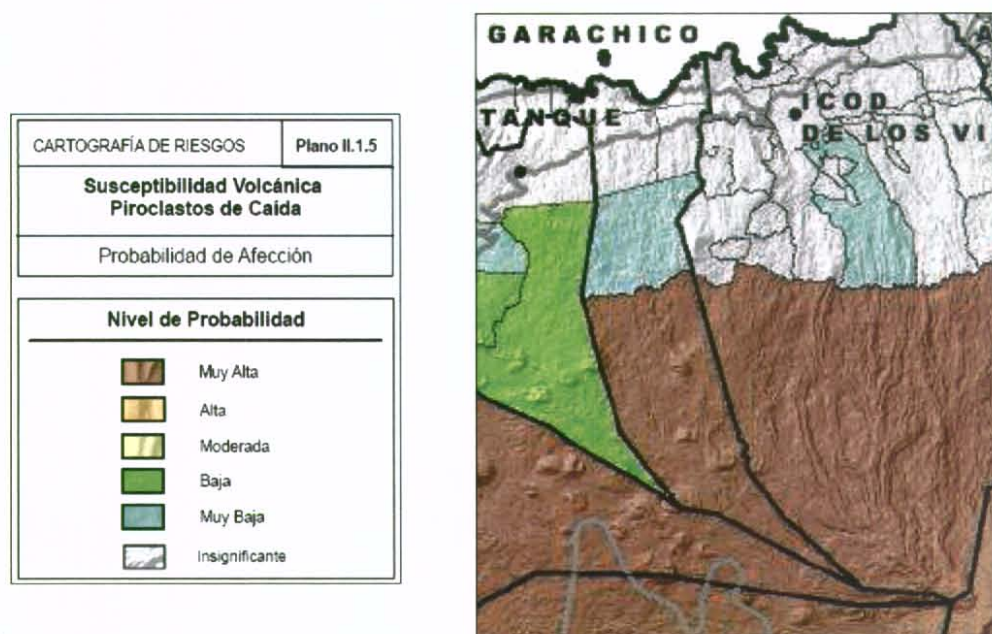 CARTOGRAFÍA DE RIESGOS
Plano II.1.5
Susceptibilidad Volcánica
Piroclastos de Caída
Probabilidad de Afección
Nivel de Probabilidad
Muy Alta
Alta
Moderada
Baja
Muy Baja
Insignificante
GARACHICO
LA
TANQUE
ICOD
DE LOS VI